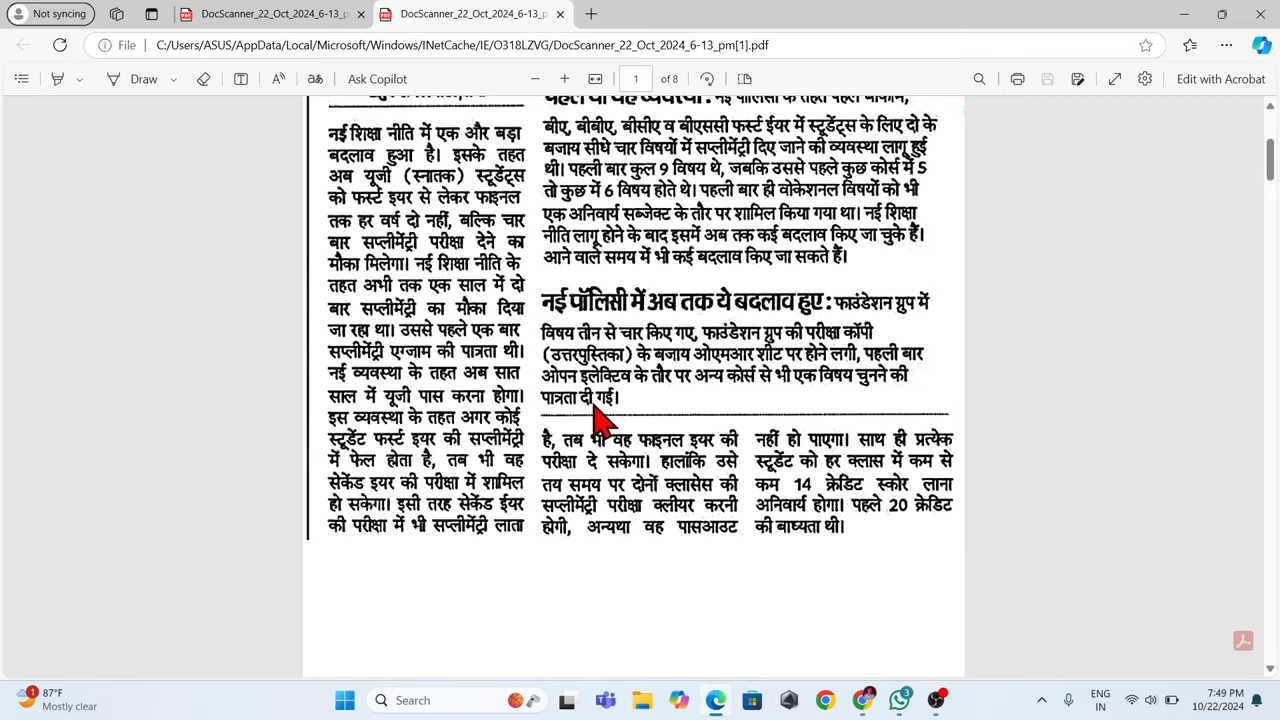 Not syncing
DocScanner_22_Oct_2024_6-13_p
DocScanner_22_Oct_2024_6-13_p
File
C:/Users/ASUS/AppData/Local/Microsoft/Windows/INetCache/IE/O318LZVG/DocScanner_22_Oct_2024_6-13_pm[1].pdf
Draw
Ask Copilot
1 of 8
Edit with Acrobat
नई शिक्षा नीति में एक और बड़ा
बदलाव हुआ है। इसके तहत
अब यूजी (स्नातक) स्टूडेंट्स
को फर्स्ट इयर से लेकर फाइनल
तक हर वर्ष दो नहीं, बल्कि चार
बार सप्लीमेंट्री परीक्षा देने का
मौका मिलेगा। नई शिक्षा नीति के
तहत अभी तक एक साल में दो
बार सप्लीमेंट्री का मौका दिया
जा रहा था। उससे पहले एक बार
सप्लीमेंट्री एग्जाम की पात्रता थी।
नई व्यवस्था के तहत अब सात
साल में यूजी पास करना होगा।
इस व्यवस्था के तहत अगर कोई
स्टूडेंट फर्स्ट इयर की सप्लीमेंट्री
में फेल होता है, तब भी वह
सेकेंड इयर की परीक्षा में शामिल
हो सकेगा। इसी तरह सेकेंड ईयर
की परीक्षा में भी सप्लीमेंट्री लाता
पहले थी यह व्यवस्था : नई पॉलिसी के तहत पहले बीकॉम,
बीए, बीबीए, बीसीए व बीएससी फर्स्ट ईयर में स्टूडेंट्स के लिए दो के
बजाय सीधे चार विषयों में सप्लीमेंट्री दिए जाने की व्यवस्था लागू हुई
थी। पहली बार कुल 9 विषय थे, जबकि उससे पहले कुछ कोर्स में 5
तो कुछ में 6 विषय होते थे। पहली बार ही वोकेशनल विषयों को भी
एक अनिवार्य सब्जेक्ट के तौर पर शामिल किया गया था। नई शिक्षा
नीति लागू होने के बाद इसमें अब तक कई बदलाव किए जा चुके हैं।
आने वाले समय में भी कई बदलाव किए जा सकते हैं।
नई पॉलिसी में अब तक ये बदलाव हुए : फाउंडेशन ग्रुप में
विषय तीन से चार किए गए, फाउंडेशन ग्रुप की परीक्षा कॉपी
(उत्तरपुस्तिका) के बजाय ओएमआर शीट पर होने लगी, पहली बार
ओपन इलेक्टिव के तौर पर अन्य कोर्स से भी एक विषय चुनने की
पात्रता दी गई।
है, तब भी वह फाइनल इयर की
परीक्षा दे सकेगा। हालांकि उसे
तय समय पर दोनों क्लासेस की
सप्लीमेंट्री परीक्षा क्लीयर करनी
होगी, अन्यथा वह पासआउट
नहीं हो पाएगा। साथ ही प्रत्येक
स्टूडेंट को हर क्लास में कम से
कम 14 क्रेडिट स्कोर लाना
अनिवार्य होगा। पहले 20 क्रेडिट
की बाध्यता थी।
1
87°F
Mostly clear
Search
3
ENG
IN
7:49 PM
10/22/2024